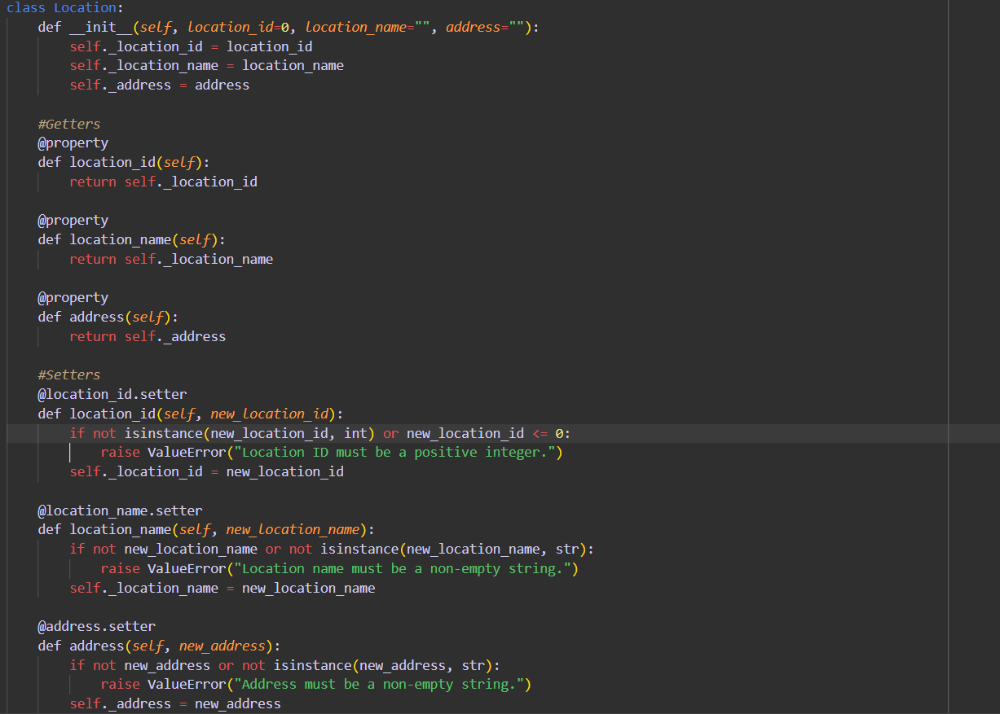 class Location:
    def __init__(self, location_id=0, location_name="", address=""):
        self._location_id = location_id
        self._location_name = location_name
        self._address = address

    #Getters
    @property
    def location_id(self):
        return self._location_id

    @property
    def location_name(self):
        return self._location_name

    @property
    def address(self):
        return self._address

    #Setters
    @location_id.setter
    def location_id(self, new_location_id):
        if not isinstance(new_location_id, int) or new_location_id <= 0:
            raise ValueError("Location ID must be a positive integer.")
        self._location_id = new_location_id

    @location_name.setter
    def location_name(self, new_location_name):
        if not new_location_name or not isinstance(new_location_name, str):
            raise ValueError("Location name must be a non-empty string.")
        self._location_name = new_location_name

    @address.setter
    def address(self, new_address):
        if not new_address or not isinstance(new_address, str):
            raise ValueError("Address must be a non-empty string.")
        self._address = new_address